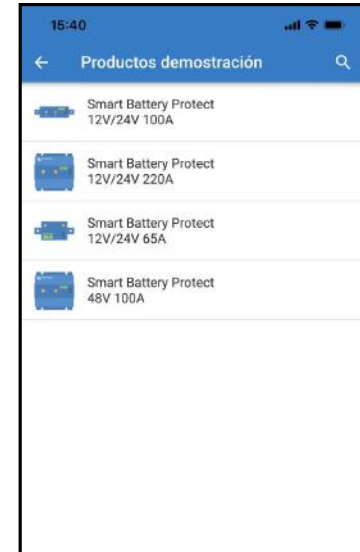 15:40
Productos demostración
Smart Battery Protect
12V/24V 100A
Smart Battery Protect
12V/24V 220A
Smart Battery Protect
12V/24V 65A
Smart Battery Protect
48V 100A